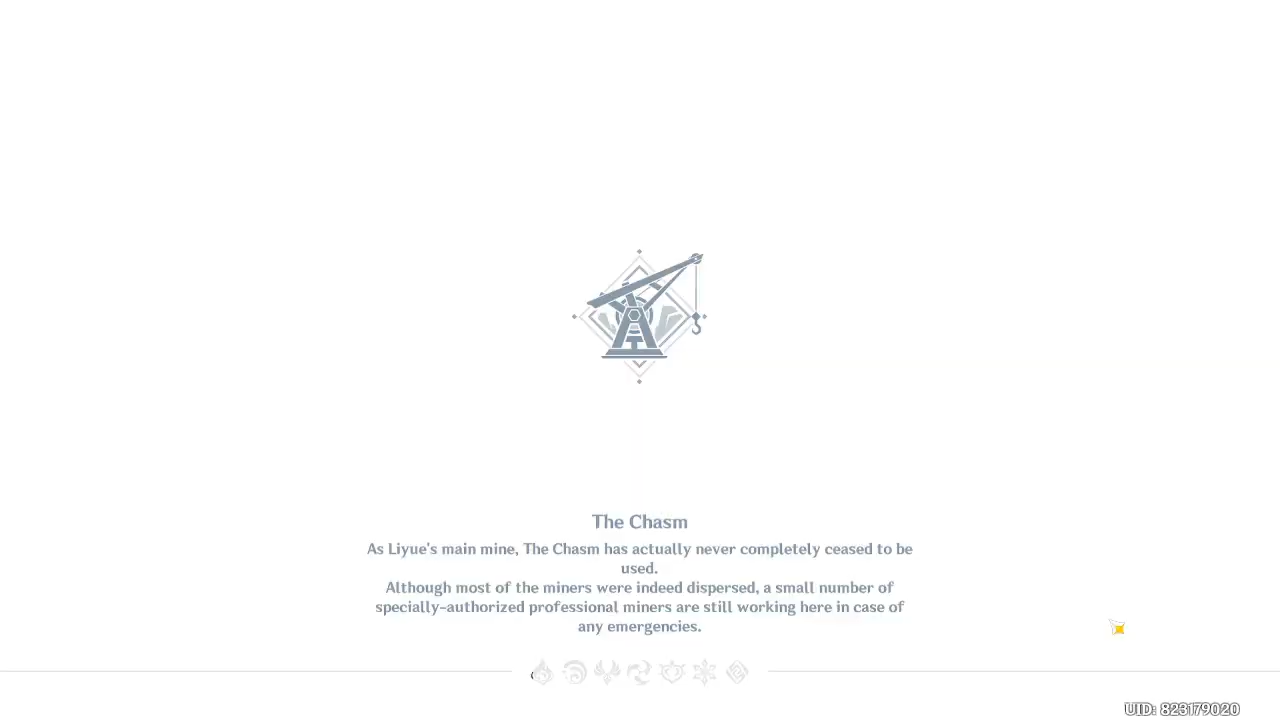 The Chasm
As Liyue's main mine, The Chasm has actually never completely ceased to be
used.
Although most of the miners were indeed dispersed, a small number of
specially-authorized professional miners are still working here in case of
any emergencies.
UID: 823179020